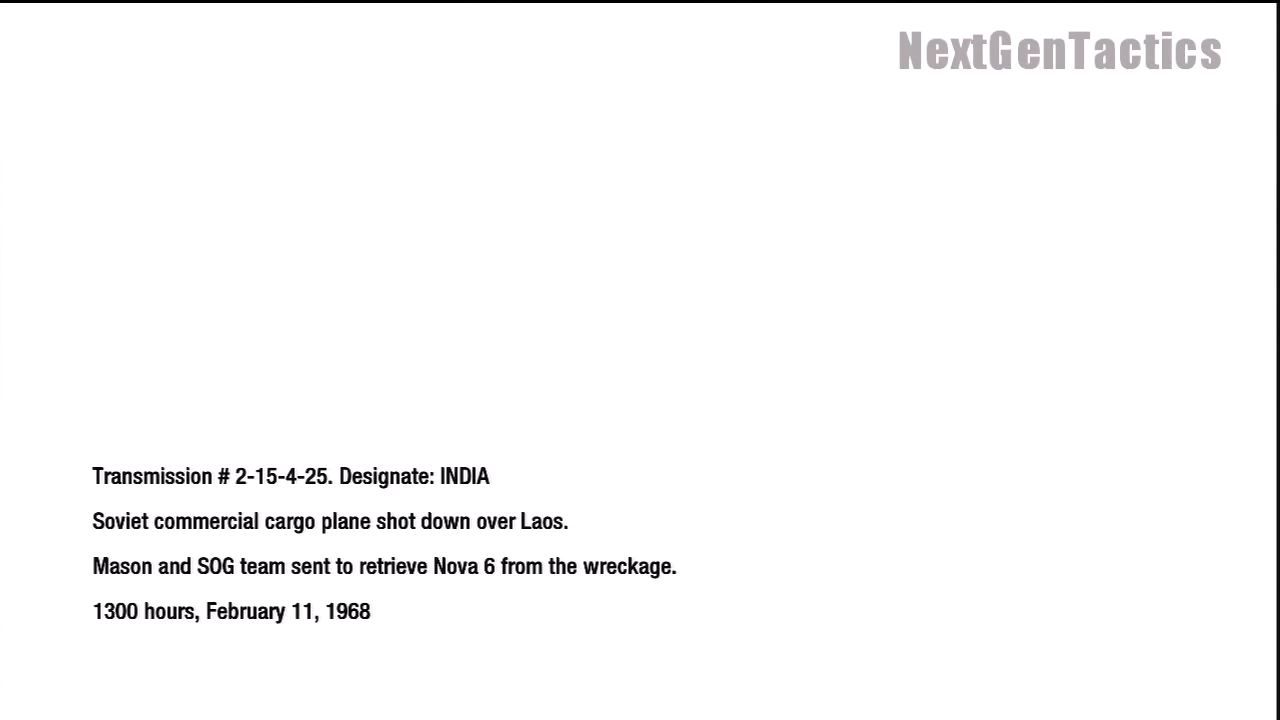 NextGenTactics
Transmission # 2-15-4-25. Designate: INDIA
Soviet commercial cargo plane shot down over Laos.
Mason and SOG team sent to retrieve Nova 6 from the wreckage.
1300 hours, February 11, 1968